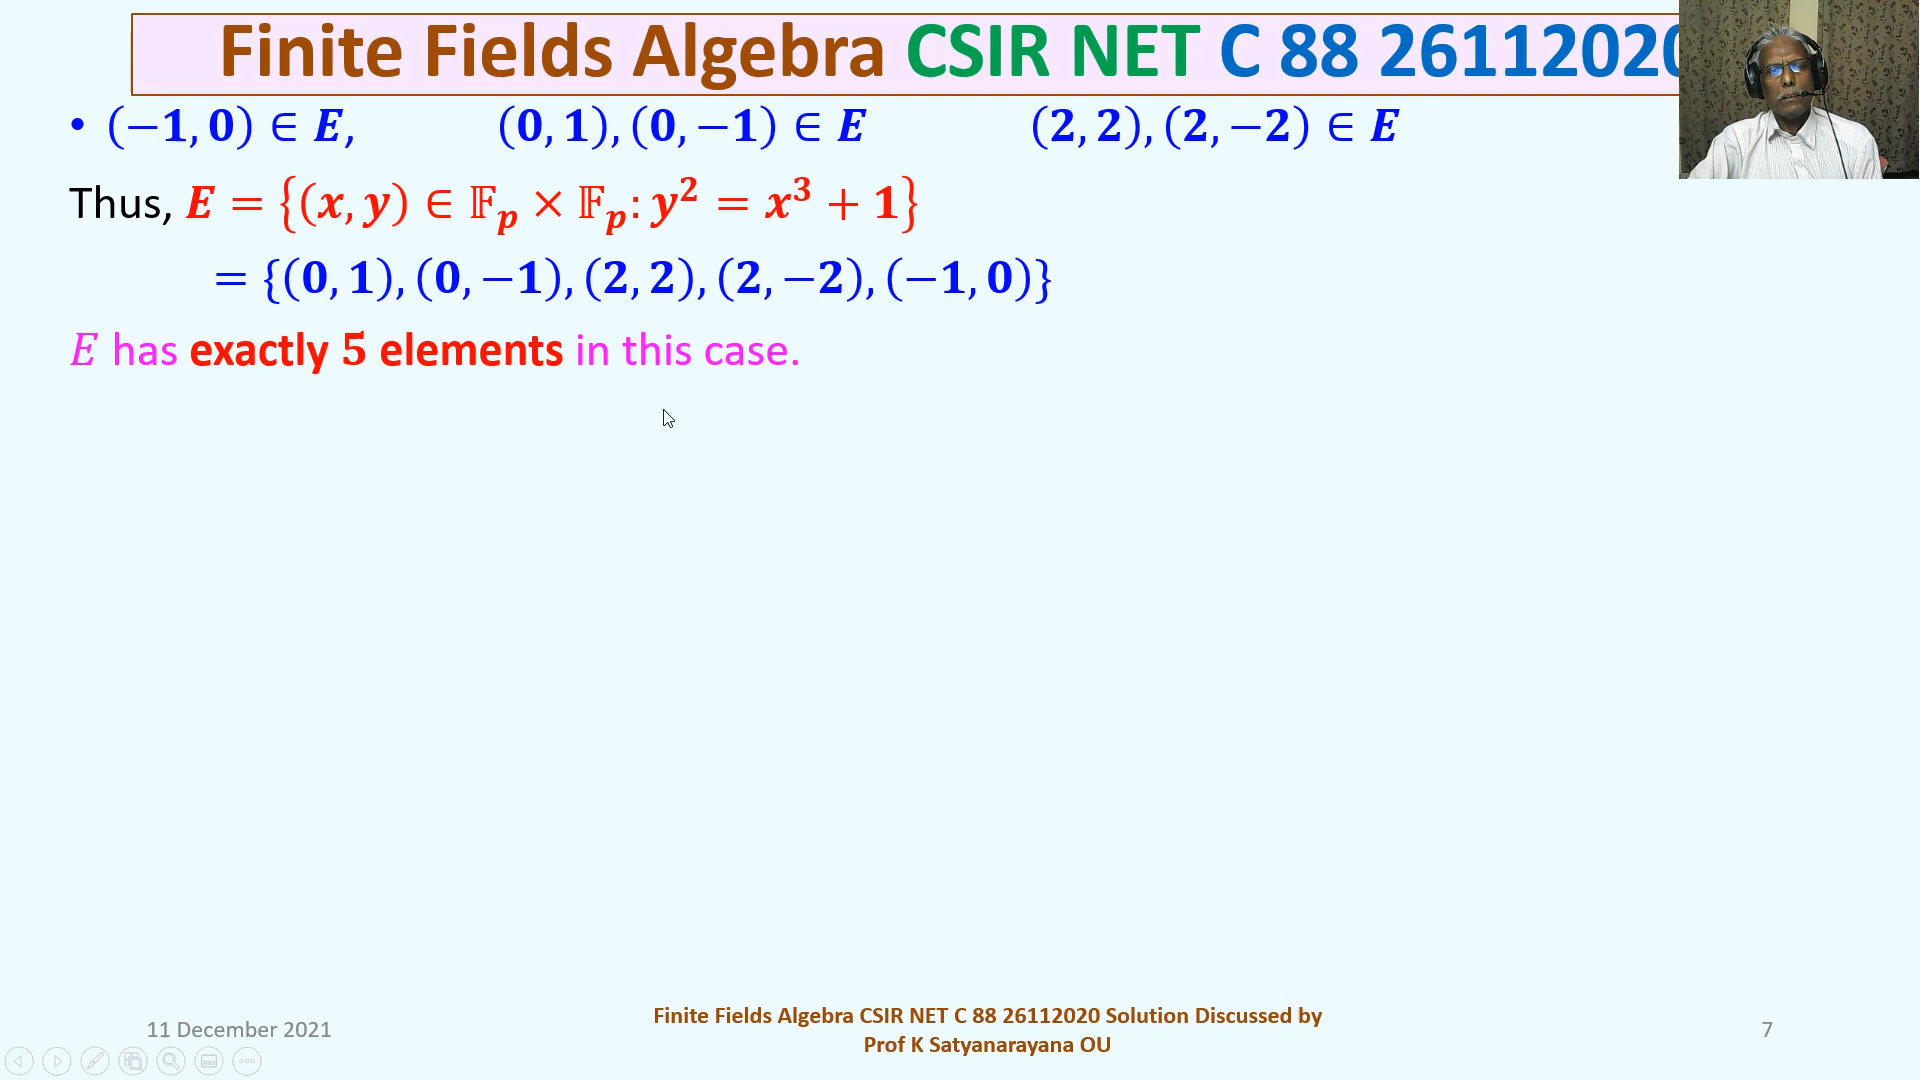 Finite Fields Algebra CSIR NET C 88 26112020
• (−1, 0) ∈ E, (0, 1), (0, −1) ∈ E (2, 2), (2, −2) ∈ E
Thus, E = {(x, y) ∈ 𝔽ₚ × 𝔽ₚ: y² = x³ + 1}
= {(0, 1), (0, −1), (2, 2), (2, −2), (−1, 0)}
E has exactly 5 elements in this case.
11 December 2021
Finite Fields Algebra CSIR NET C 88 26112020 Solution Discussed by
Prof K Satyanarayana OU
7